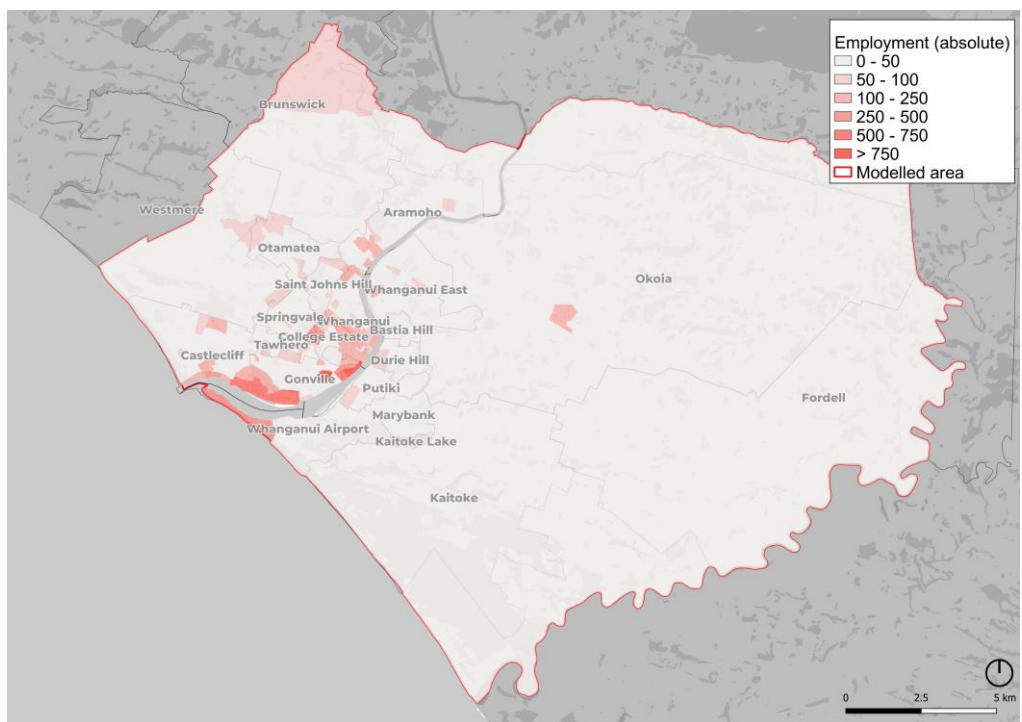 Employment (absolute)
0 - 50
50 - 100
100 - 250
250 - 500
500 - 750
> 750
Modelled area
Brunswick
Westmere
Aramoho
Otamatea
Okoia
Saint Johns Hill
Whanganui East
Springvale
Whanganui
College Estate
Bastia Hill
Tawhero
Castlecliff
Durie Hill
Gonville
Putiki
Fordell
Marybank
Whanganui Airport
Kaitoke Lake
Kaitoke
0 2.5 5 km